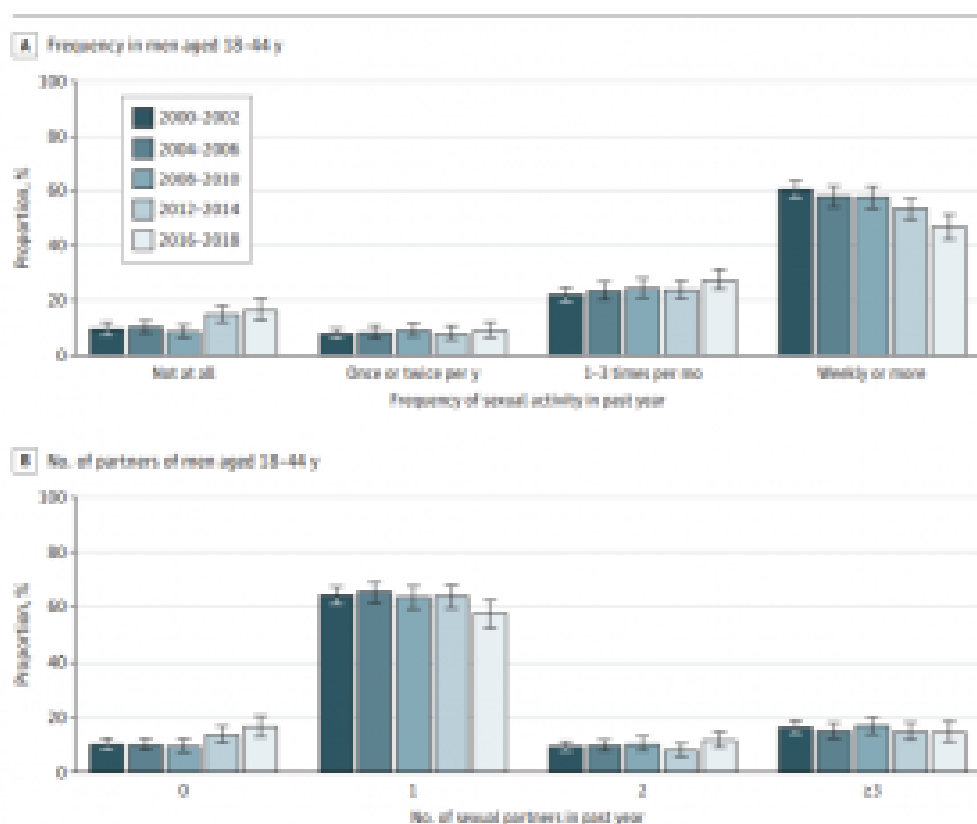 A Frequency in men aged 18–44 y
100
80
60
40
20
0
Proportion, %
2000–2002
2004–2006
2008–2010
2012–2014
2016–2018
Not at all Once or twice per y 1–3 times per mo Weekly or more
Frequency of sexual activity in past year
B No. of partners of men aged 18–44 y
100
80
60
40
20
0
Proportion, %
0 1 2 ≥3
No. of sexual partners in past year